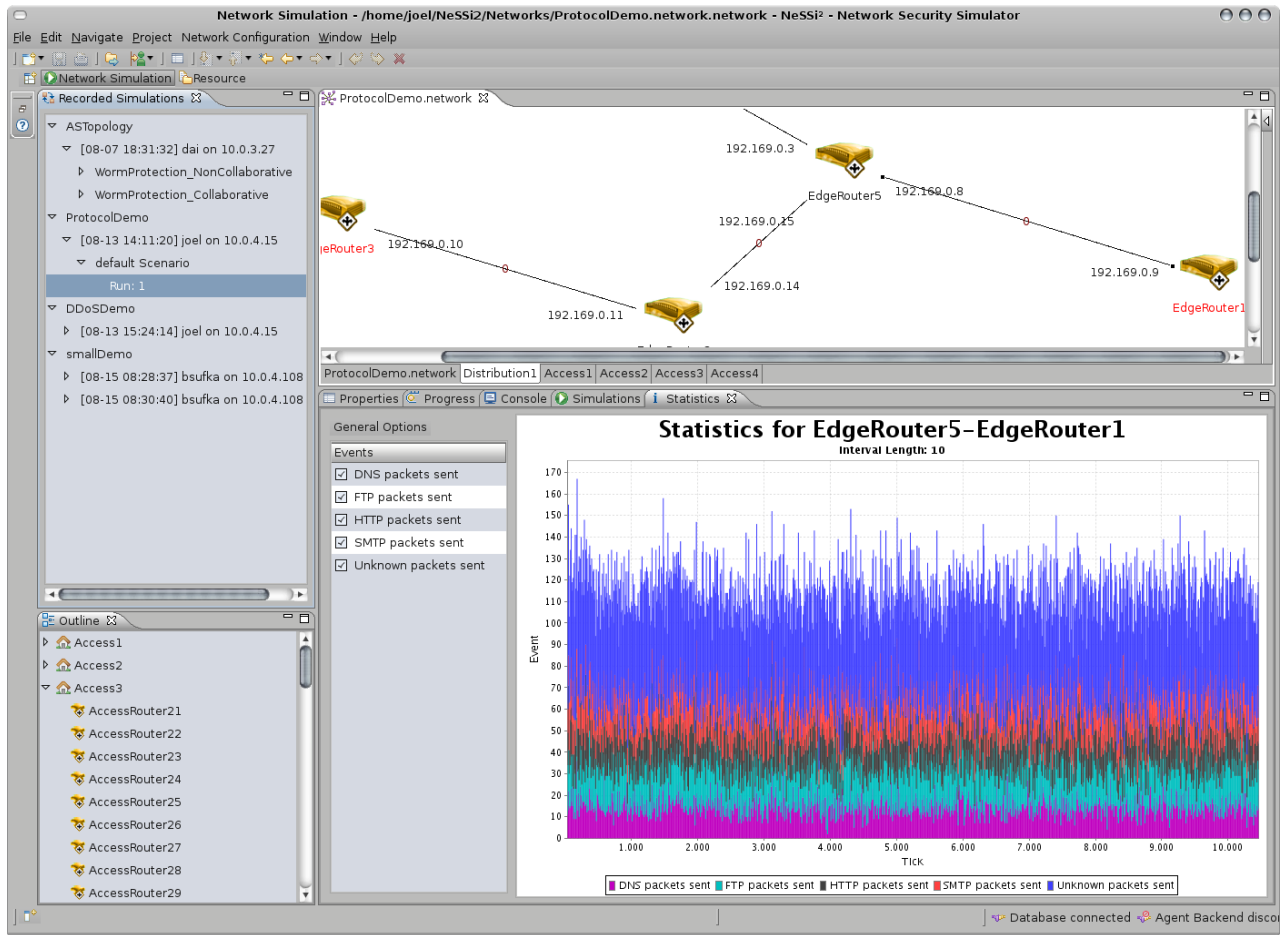 Network Simulation - /home/joel/NeSSi2/Networks/ProtocolDemo.network.network - NeSSi² - Network Security Simulator
File Edit Navigate Project Network Configuration Window Help
Network Simulation Resource
Recorded Simulations
ASTopology
[08-07 18:31:32] dai on 10.0.3.27
WormProtection_NonCollaborative
WormProtection_Collaborative
ProtocolDemo
[08-13 14:11:20] joel on 10.0.4.15
default Scenario
Run: 1
DDoSDemo
[08-13 15:24:14] joel on 10.0.4.15
smallDemo
[08-15 08:28:37] bsufka on 10.0.4.108
[08-15 08:30:40] bsufka on 10.0.4.108
Outline
Access1
Access2
Access3
AccessRouter21
AccessRouter22
AccessRouter23
AccessRouter24
AccessRouter25
AccessRouter26
AccessRouter27
AccessRouter28
AccessRouter29
ProtocolDemo.network
192.169.0.3
EdgeRouter5
192.169.0.8
192.169.0.15
0
0
eRouter3
192.169.0.10
0
192.169.0.9
192.169.0.14
EdgeRouter1
192.169.0.11
ProtocolDemo.network Distribution1 Access1 Access2 Access3 Access4
Properties Progress Console Simulations Statistics
General Options
Events
DNS packets sent
FTP packets sent
HTTP packets sent
SMTP packets sent
Unknown packets sent
Statistics for EdgeRouter5-EdgeRouter1
Interval Length: 10
170
160
150
140
130
120
110
100
90
80
70
60
50
40
30
20
10
0
Event
1.000 2.000 3.000 4.000 5.000 6.000 7.000 8.000 9.000 10.000
Tick
DNS packets sent FTP packets sent HTTP packets sent SMTP packets sent Unknown packets sent
Database connected Agent Backend disco